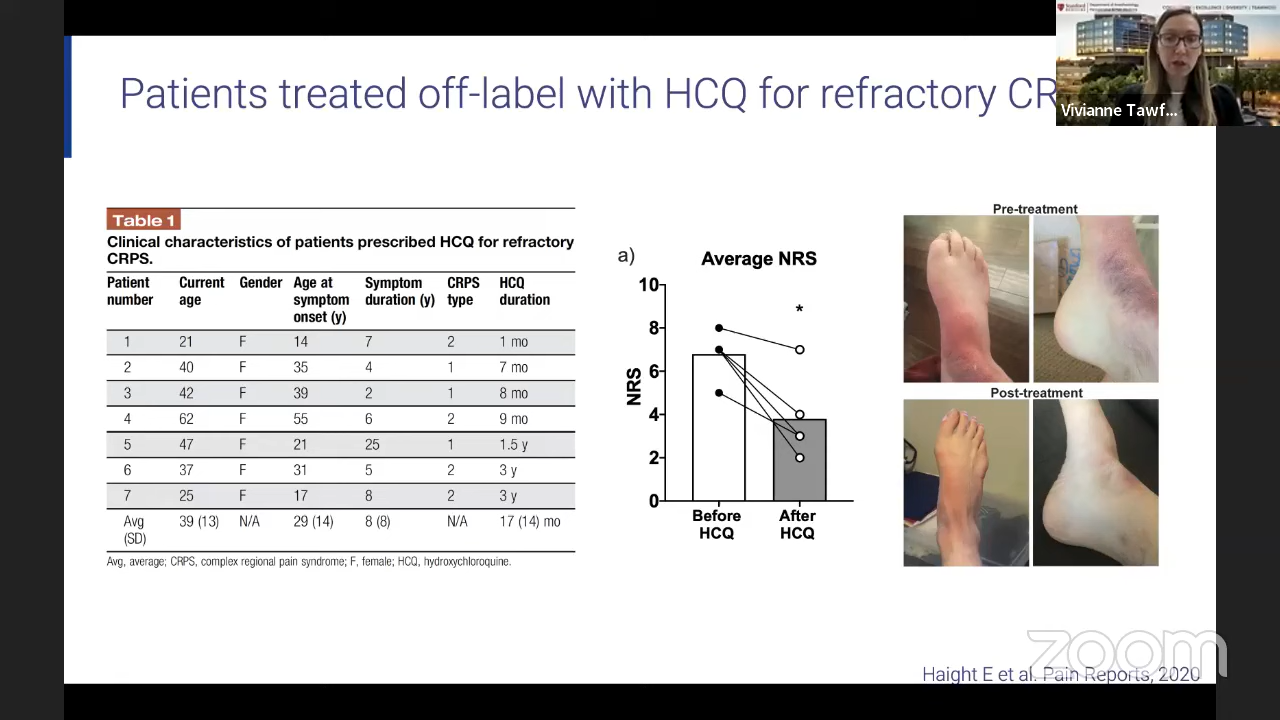 Stanford
Patients treated off-label with HCQ for refractory CR
Vivianne Tawf...
Table 1
Clinical characteristics of patients prescribed HCQ for refractory
CRPS.
Patient number Current age Gender Age at symptom onset (y) Symptom duration (y) CRPS type HCQ duration
1 21 F 14 7 2 1 mo
2 40 F 35 4 1 7 mo
3 42 F 39 2 1 8 mo
4 62 F 55 6 2 9 mo
5 47 F 21 25 1 1.5 y
6 37 F 31 5 2 3 y
7 25 F 17 8 2 3 y
Avg (SD) 39 (13) N/A 29 (14) 8 (8) N/A 17 (14) mo
Avg, average; CRPS, complex regional pain syndrome; F, female; HCQ, hydroxychloroquine.
a)
Average NRS
NRS
10
8
6
4
2
0
*
Before HCQ
After HCQ
Pre-treatment
Post-treatment
zoom
Haight E et al. Pain Reports, 2020